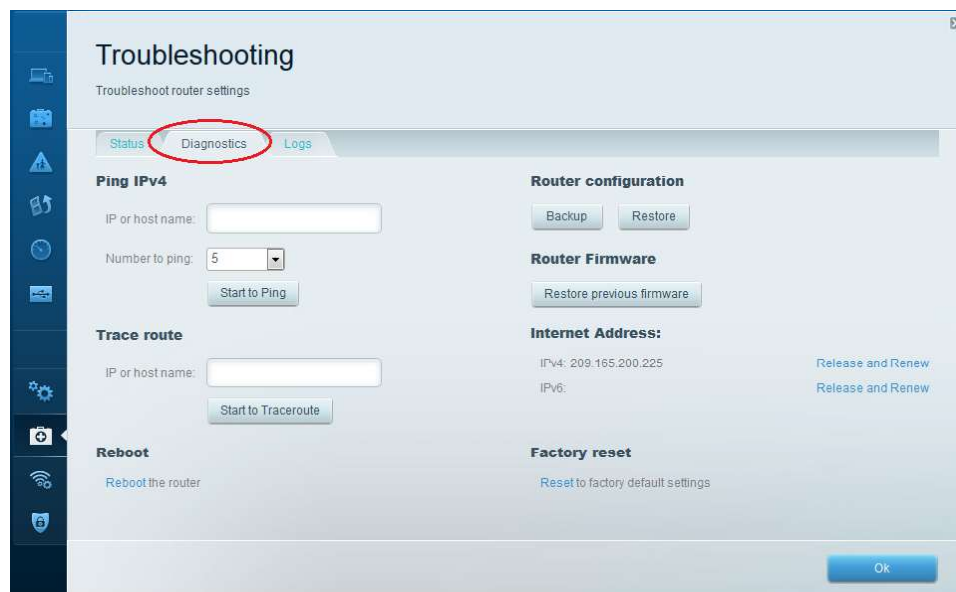 Troubleshooting
Troubleshoot router settings
Status
Diagnostics
Logs
Ping IPv4
IP or host name:
Number to ping: 5
Start to Ping
Trace route
IP or host name:
Start to Traceroute
Reboot
Reboot the router
Router configuration
Backup
Restore
Router Firmware
Restore previous firmware
Internet Address:
IPv4: 209.165.200.225 Release and Renew
IPv6: Release and Renew
Factory reset
Reset to factory default settings
Ok